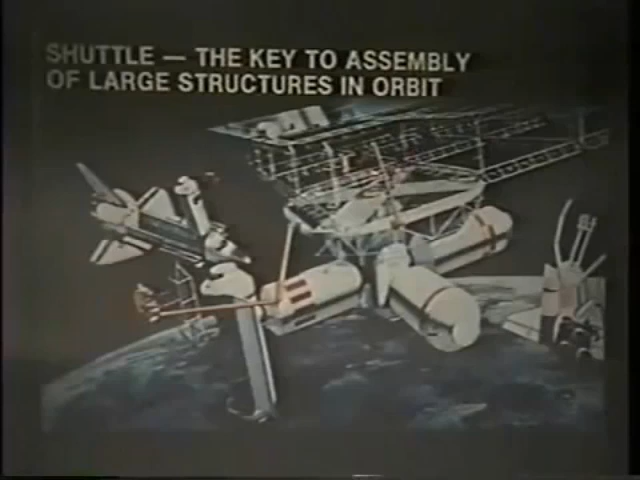 SHUTTLE — THE KEY TO ASSEMBLY
OF LARGE STRUCTURES IN ORBIT